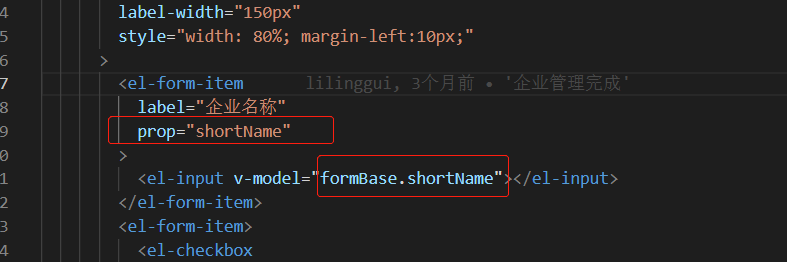 4 label-width="150px"
5 style="width: 80%; margin-left:10px;"
6 >
7 <el-form-item lilinggui, 3个月前 • '企业管理完成'
8 label="企业名称"
9 prop="shortName"
0 >
1 <el-input v-model="formBase.shortName"></el-input>
2 </el-form-item>
3 <el-form-item>
4 <el-checkbox